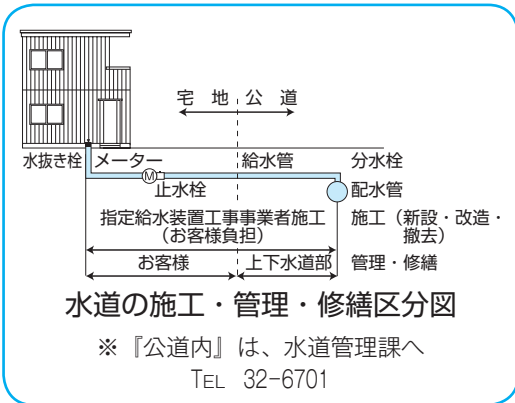 宅 地 公 道
水抜き栓 メーター 給水管 分水栓
M
止水栓 配水管
指定給水装置工事事業者施工 施工（新設・改造・
（お客様負担） 撤去）
お客様 上下水道部 管理・修繕
水道の施工・管理・修繕区分図
※『公道内』は、水道管理課へ
TEL 32-6701